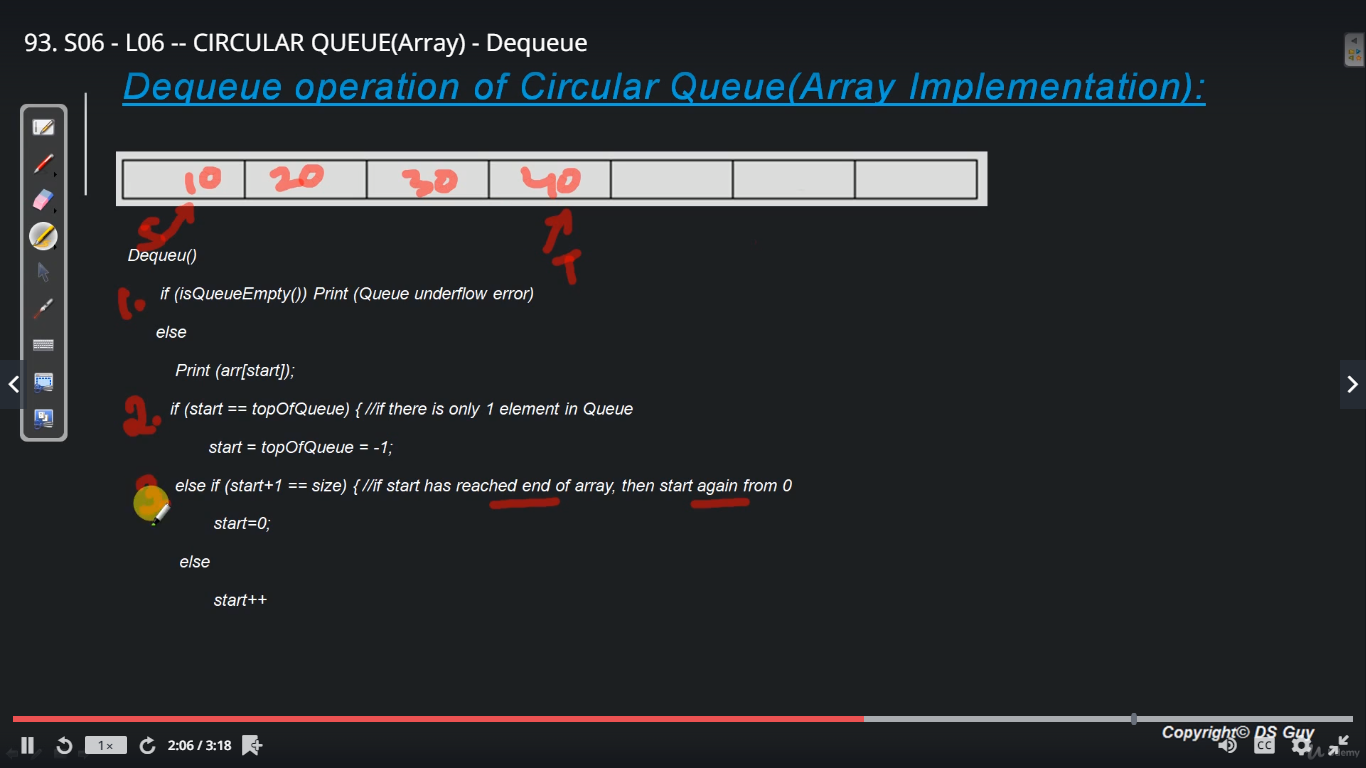 93. S06 - L06 -- CIRCULAR QUEUE(Array) - Dequeue
Dequeue operation of Circular Queue(Array Implementation):
10 20 30 40
S
T
Dequeu()
1. if (isQueueEmpty()) Print (Queue underflow error)
else
Print (arr[start]);
2. if (start == topOfQueue) { //if there is only 1 element in Queue
start = topOfQueue = -1;
else if (start+1 == size) { //if start has reached end of array, then start again from 0
start=0;
else
start++
Copyright© DS Guy
1× 2:06 / 3:18 CC